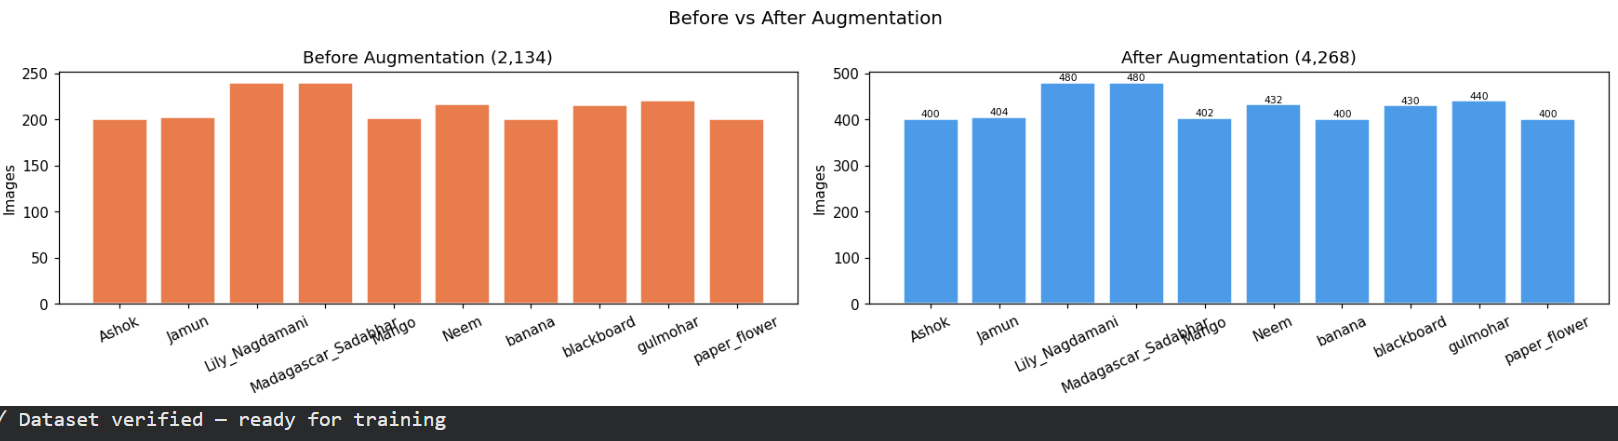 Before vs After Augmentation
Before Augmentation (2,134)
250
200
150
100
50
0
Images
Ashok
Jamun
Lily_Nagdamani
Madagascar_Sadabhar
Mango
Neem
banana
blackboard
gulmohar
paper_flower
After Augmentation (4,268)
500
400
300
200
100
0
Images
400
404
480
480
402
432
400
430
440
400
Ashok
Jamun
Lily_Nagdamani
Madagascar_Sadabhar
Mango
Neem
banana
blackboard
gulmohar
paper_flower
Dataset verified — ready for training